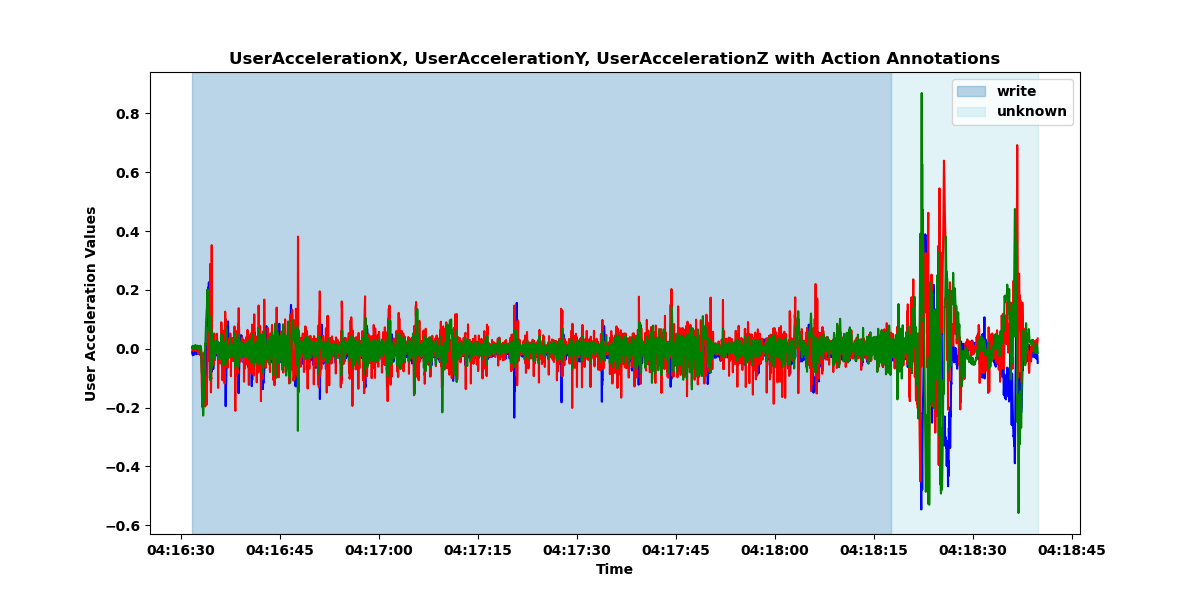 UserAccelerationX, UserAccelerationY, UserAccelerationZ with Action Annotations
write
unknown
User Acceleration Values
0.8
0.6
0.4
0.2
0.0
−0.2
−0.4
−0.6
04:16:30 04:16:45 04:17:00 04:17:15 04:17:30 04:17:45 04:18:00 04:18:15 04:18:30 04:18:45
Time